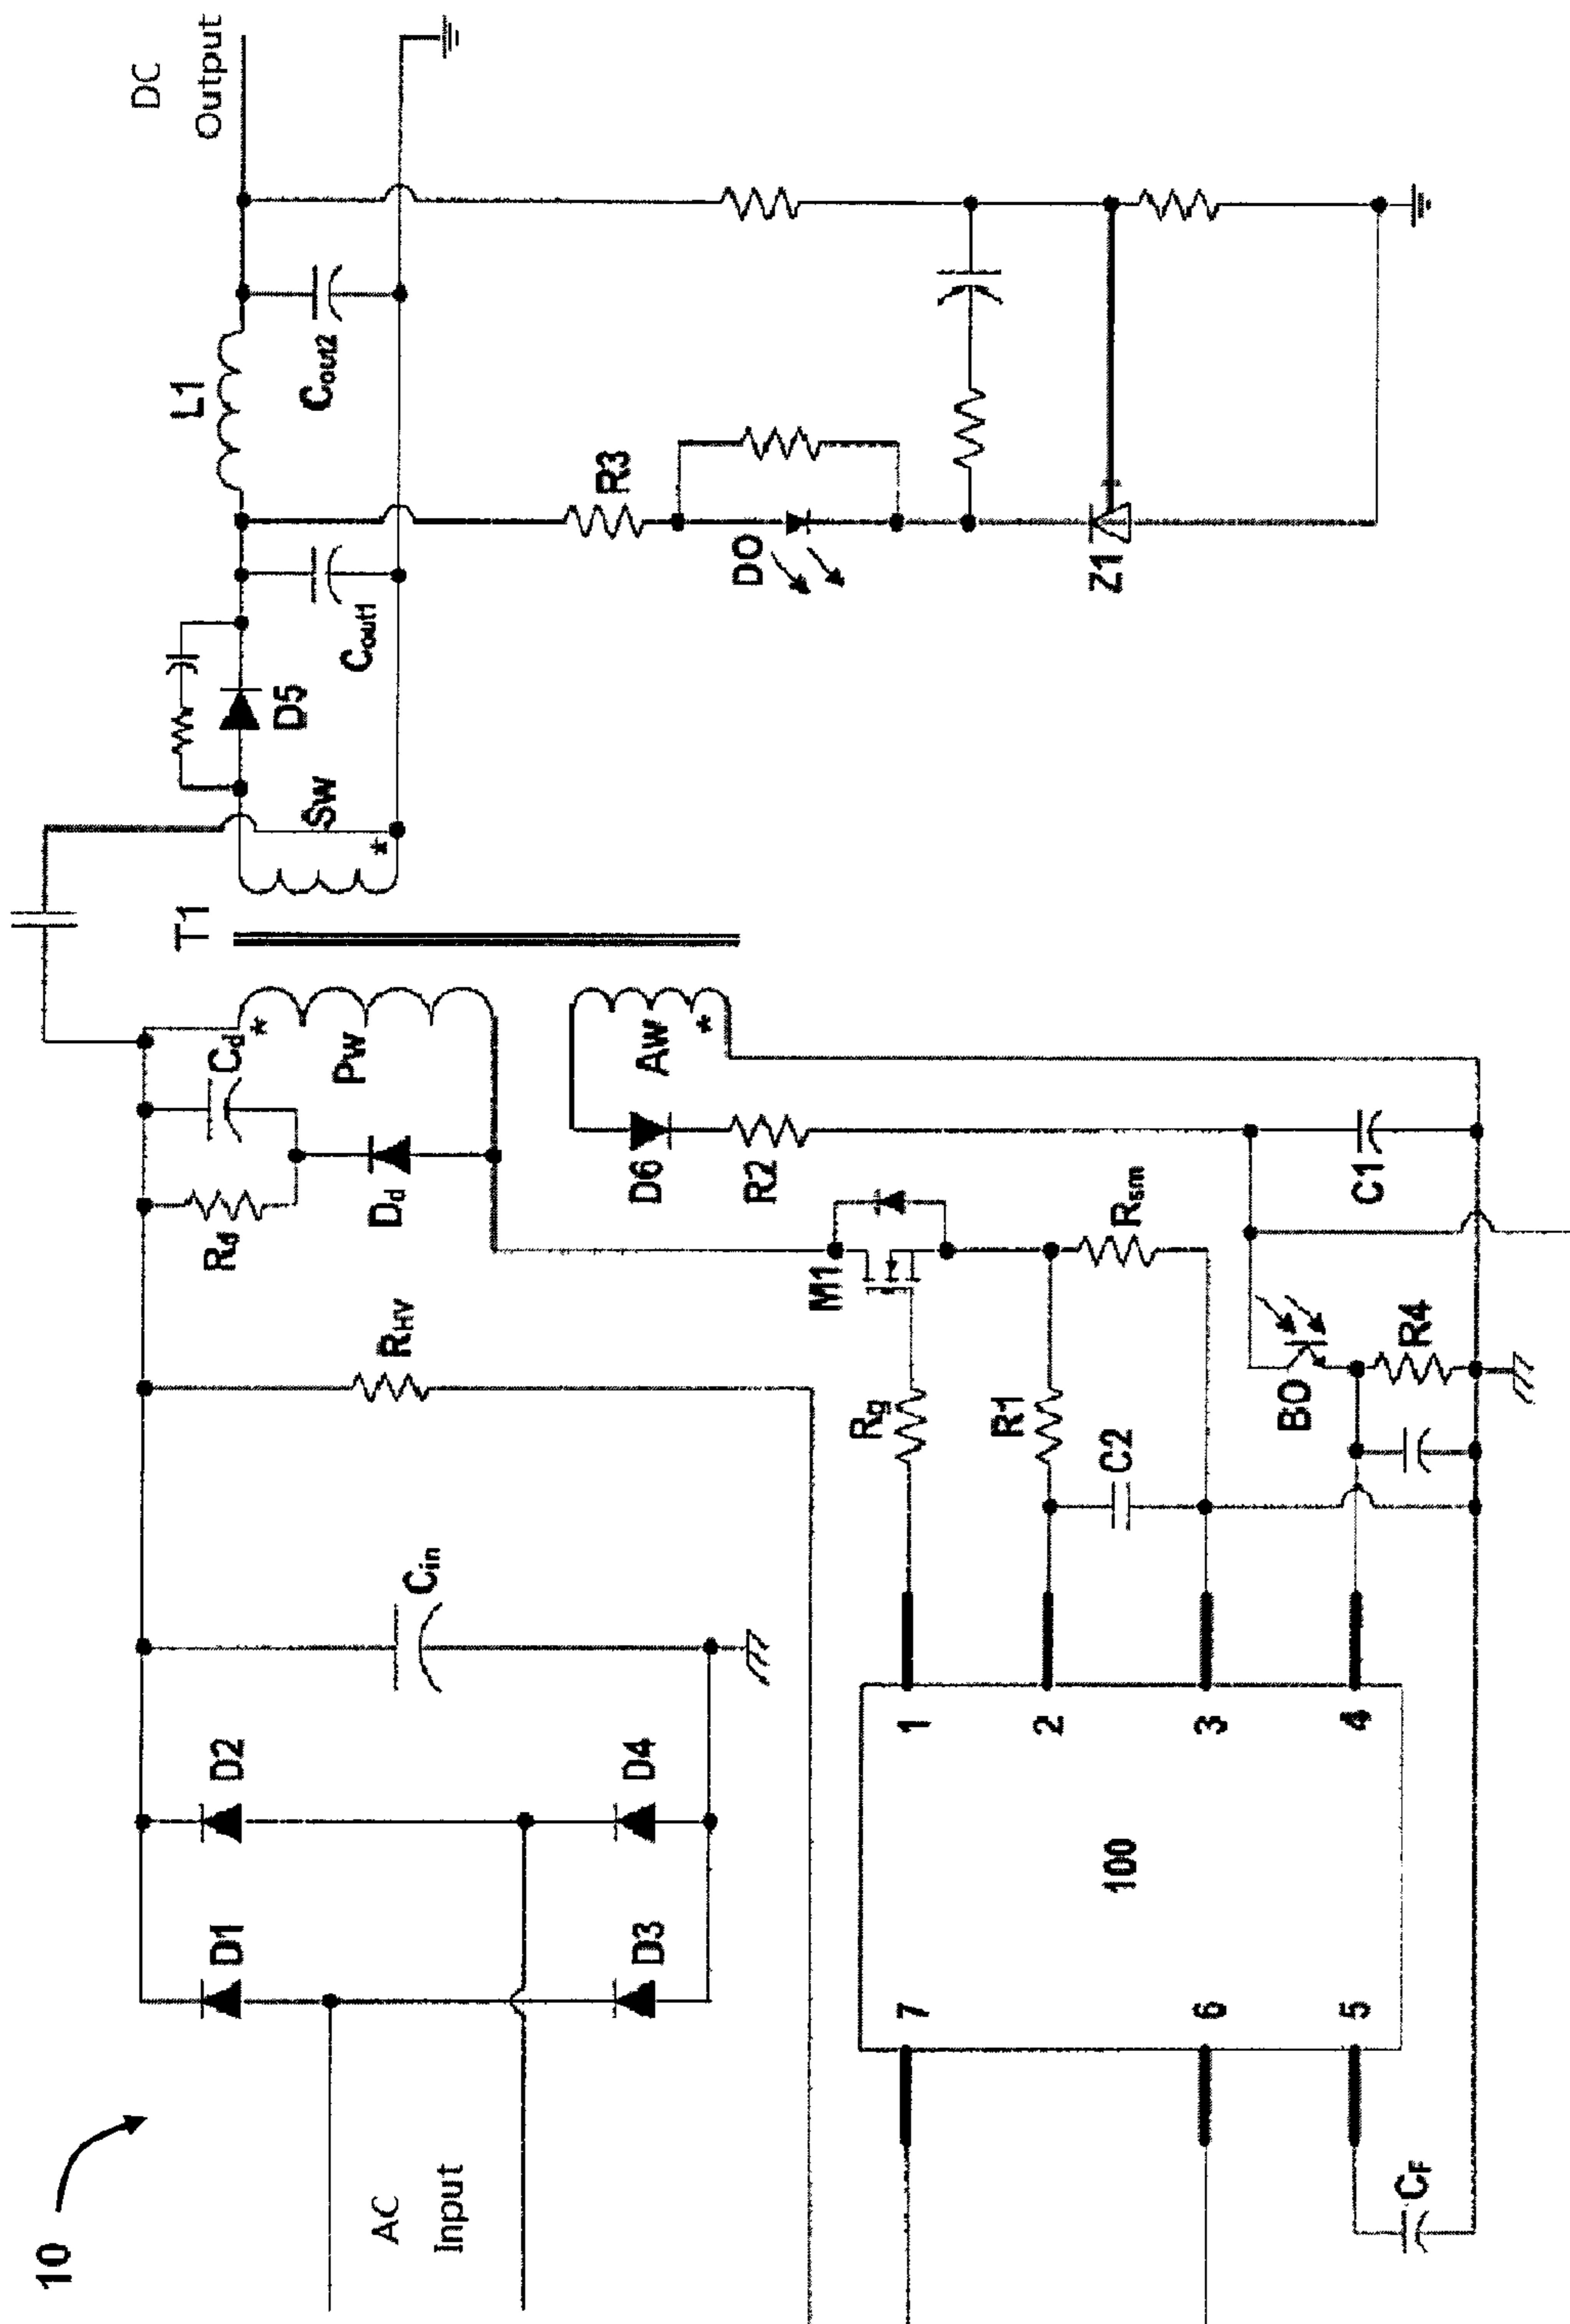 10
AC
Input
D1
D2
D3
D4
Cin
RHV
Rd
Cd
Dd
Pw
T1
Sw
*
*
*
Aw
D5
L1
Cout1
Cout2
DC
Output
R3
DO
Z1
D6
R2
M1
Rsm
Rg
R1
C2
C1
BO
R4
100
1
2
3
4
5
6
7
CF